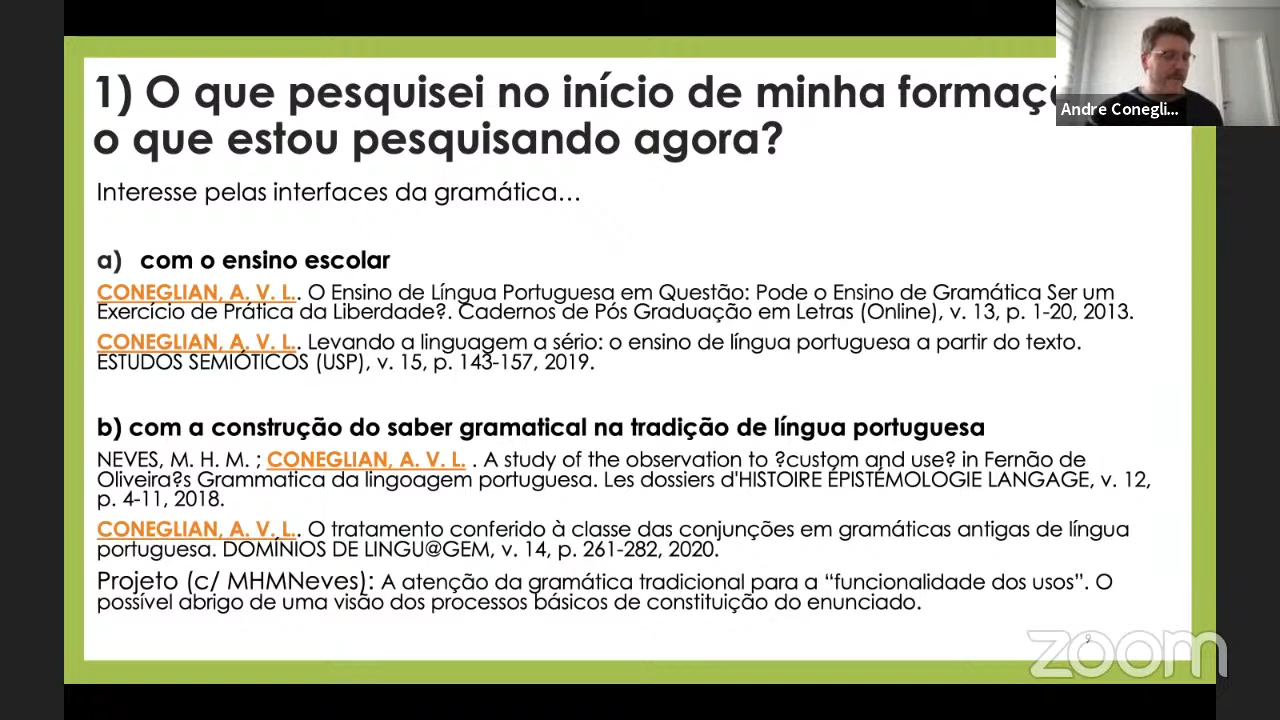 1) O que pesquisei no início de minha formaç
o que estou pesquisando agora?
Andre Conegli...
Interesse pelas interfaces da gramática...
a) com o ensino escolar
CONEGLIAN, A. V. L.. O Ensino de Língua Portuguesa em Questão: Pode o Ensino de Gramática Ser um
Exercício de Prática da Liberdade?. Cadernos de Pós Graduação em Letras (Online), v. 13, p. 1-20, 2013.
CONEGLIAN, A. V. L.. Levando a linguagem a sério: o ensino de língua portuguesa a partir do texto.
ESTUDOS SEMIÓTICOS (USP), v. 15, p. 143-157, 2019.
b) com a construção do saber gramatical na tradição de língua portuguesa
NEVES, M. H. M. ; CONEGLIAN, A. V. L. . A study of the observation to ?custom and use? in Fernão de
Oliveira?s Grammatica da lingoagem portuguesa. Les dossiers d'HISTOIRE ÉPISTEMOLOGIE LANGAGE, v. 12,
p. 4-11, 2018.
CONEGLIAN, A. V. L.. O tratamento conferido à classe das conjunções em gramáticas antigas de língua
portuguesa. DOMÍNIOS DE LINGU@GEM, v. 14, p. 261-282, 2020.
Projeto (c/ MHMNeves): A atenção da gramática tradicional para a “funcionalidade dos usos”. O
possível abrigo de uma visão dos processos básicos de constituição do enunciado.
9
zoom